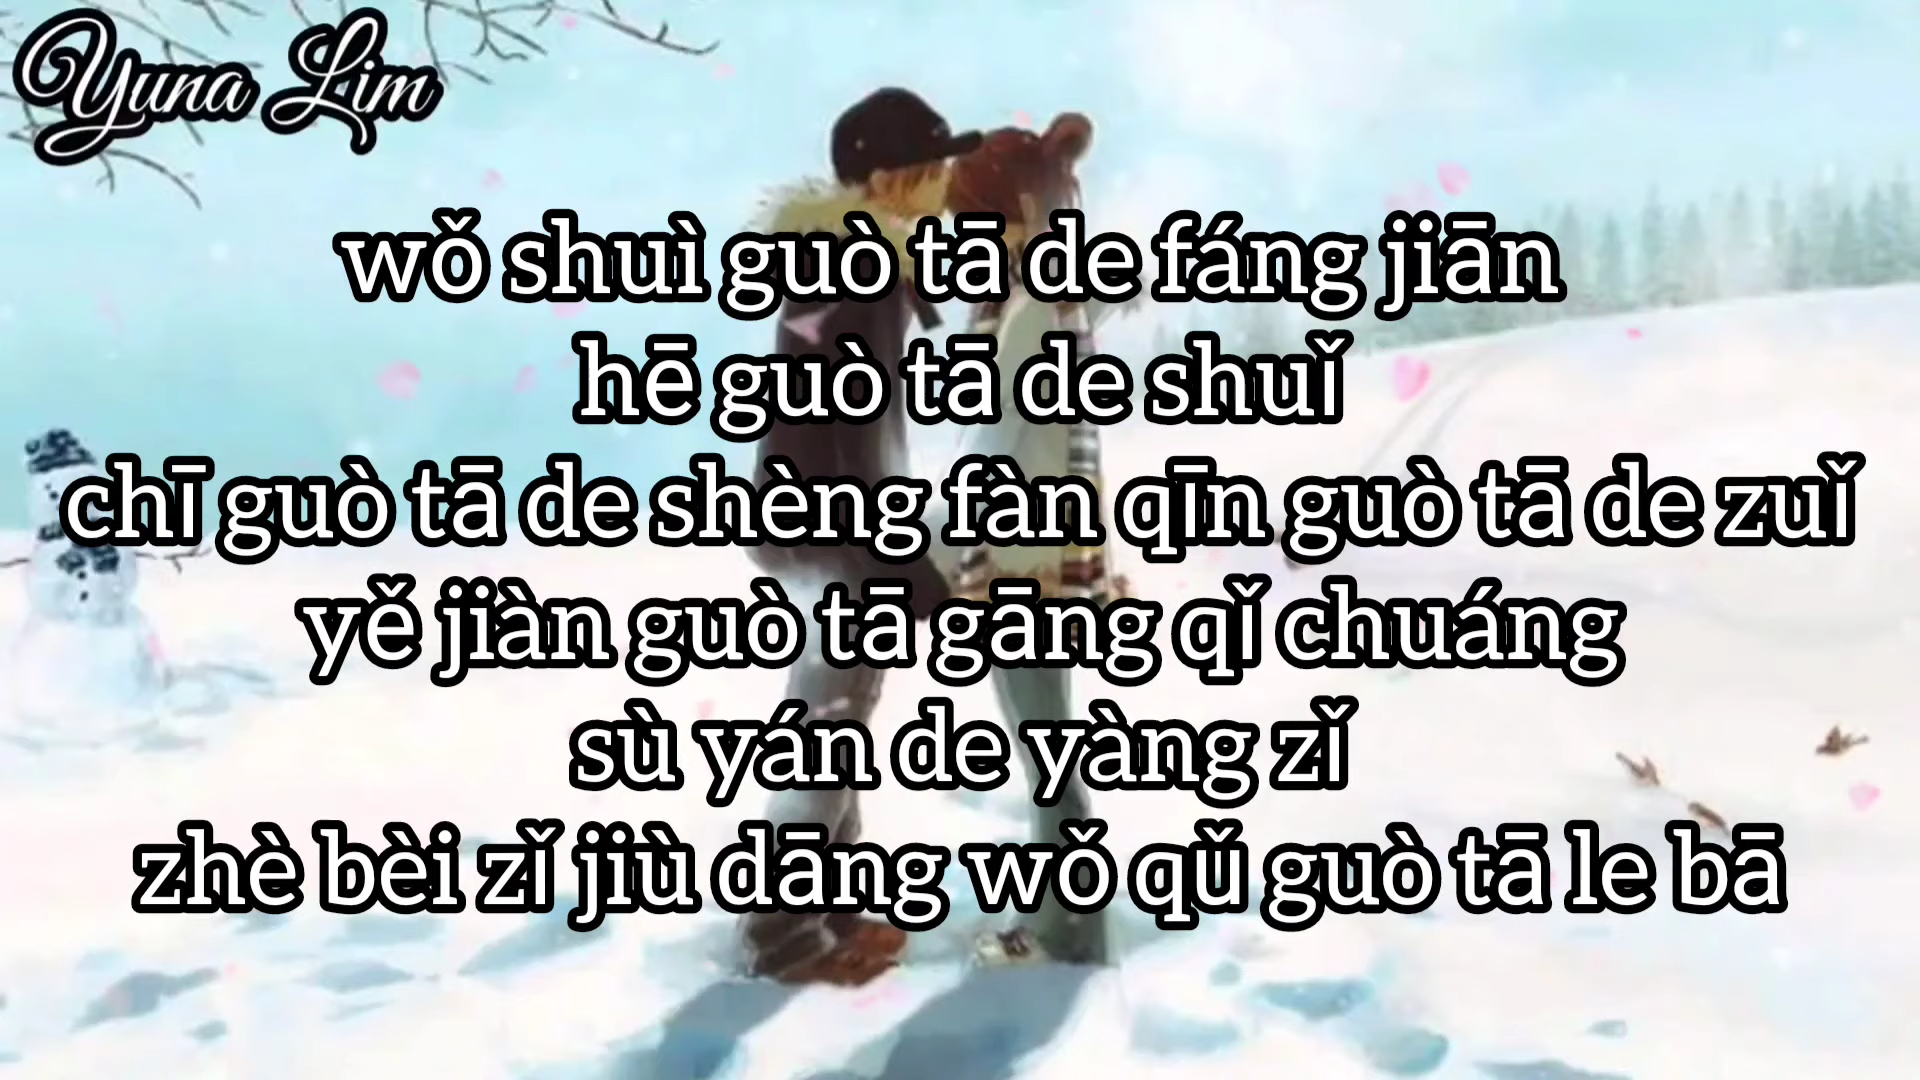 Yuna Lim
wǒ shuì guò tā de fáng jiān
hē guò tā de shuǐ
chī guò tā de shèng fàn qīn guò tā de zuǐ
yě jiàn guò tā gāng qǐ chuáng
sù yán de yàng zǐ
zhè bèi zǐ jiù dāng wǒ qǔ guò tā le bā